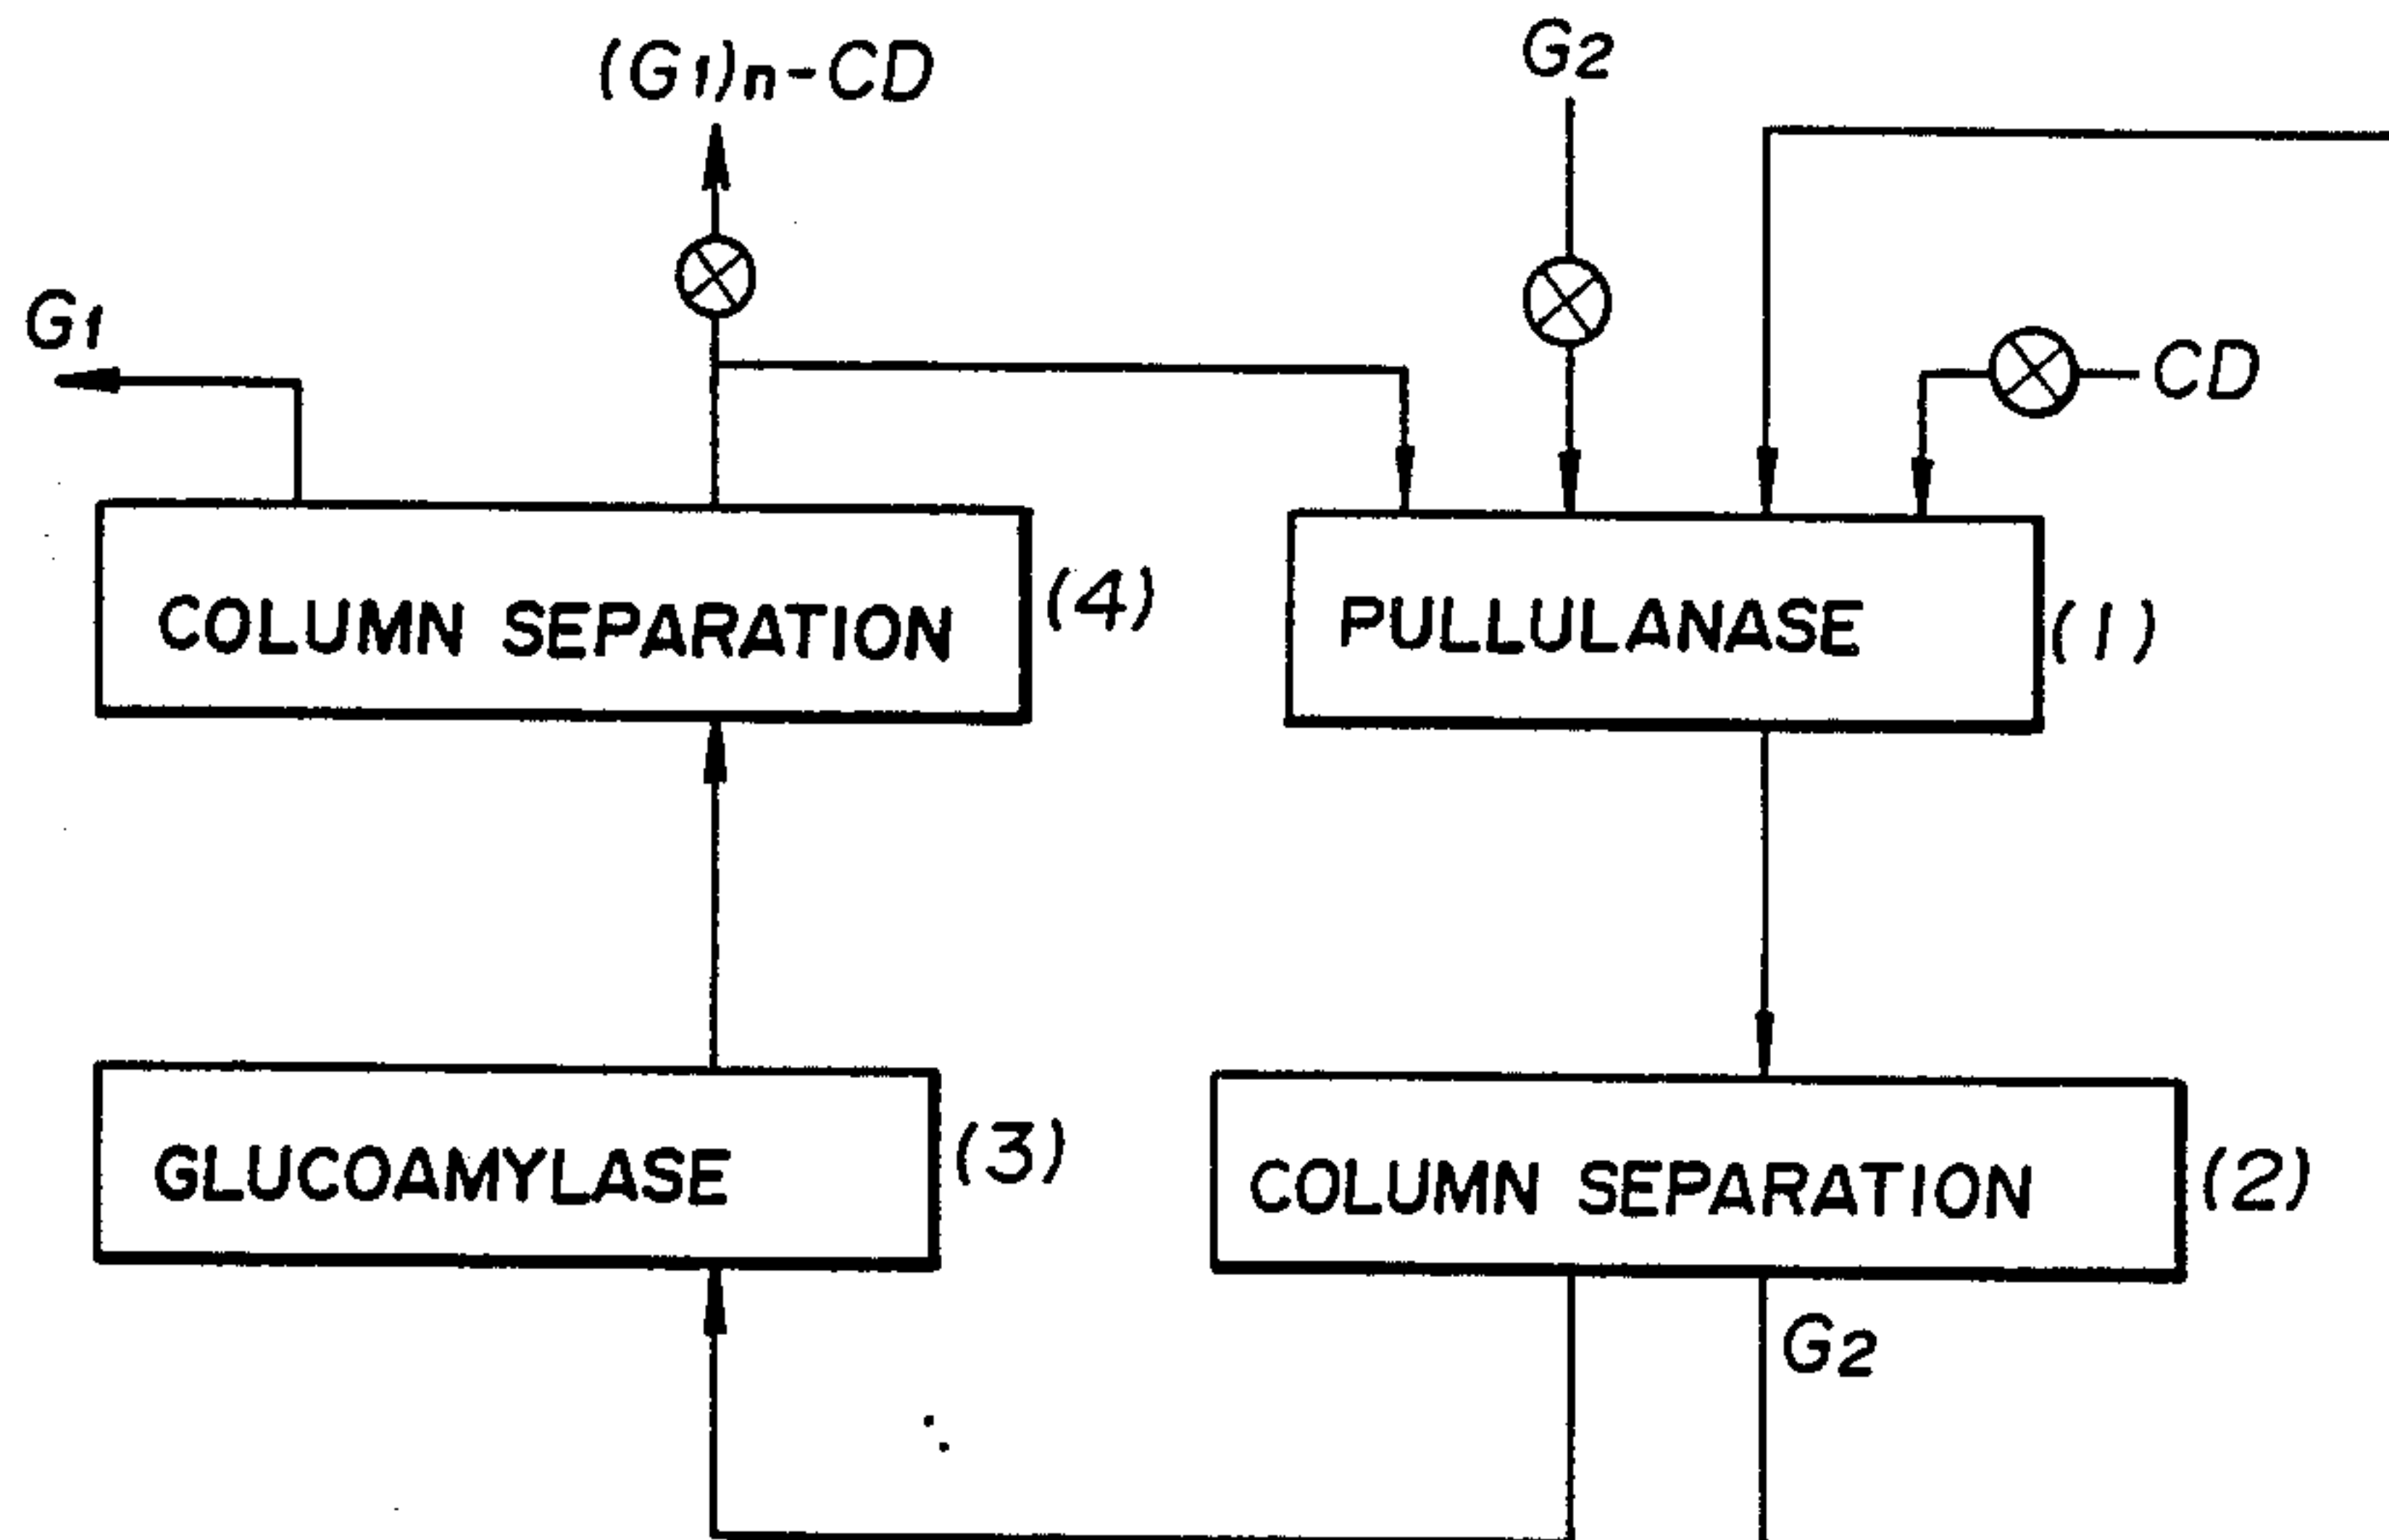 (G1)n-CD
G2
G1
CD
COLUMN SEPARATION (4)
PULLULANASE (1)
GLUCOAMYLASE (3)
COLUMN SEPARATION (2)
G2